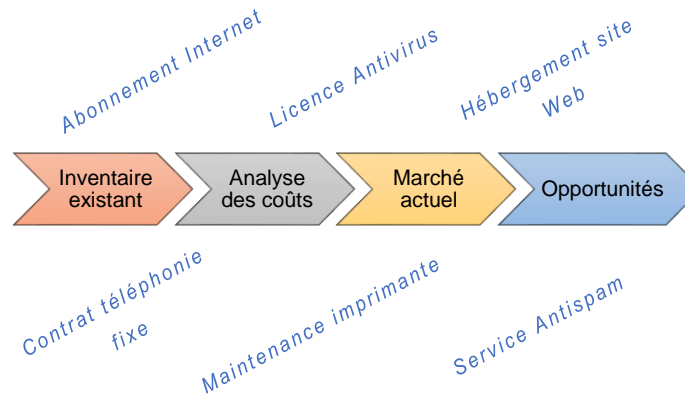 Abonnement Internet
Licence Antivirus
Hébergement site
Web
Inventaire
existant
Analyse
des coûts
Marché
actuel
Opportunités
Contrat téléphonie
fixe
Maintenance imprimante
Service Antispam